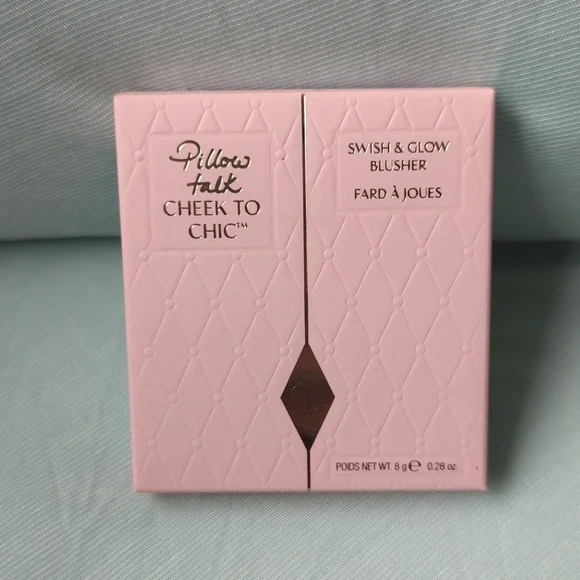 Pillow
talk
CHEEK TO
CHIC™
SWISH & GLOW
BLUSHER
FARD À JOUES
POIDS NET WT. 8 g ℮ 0.28 oz.